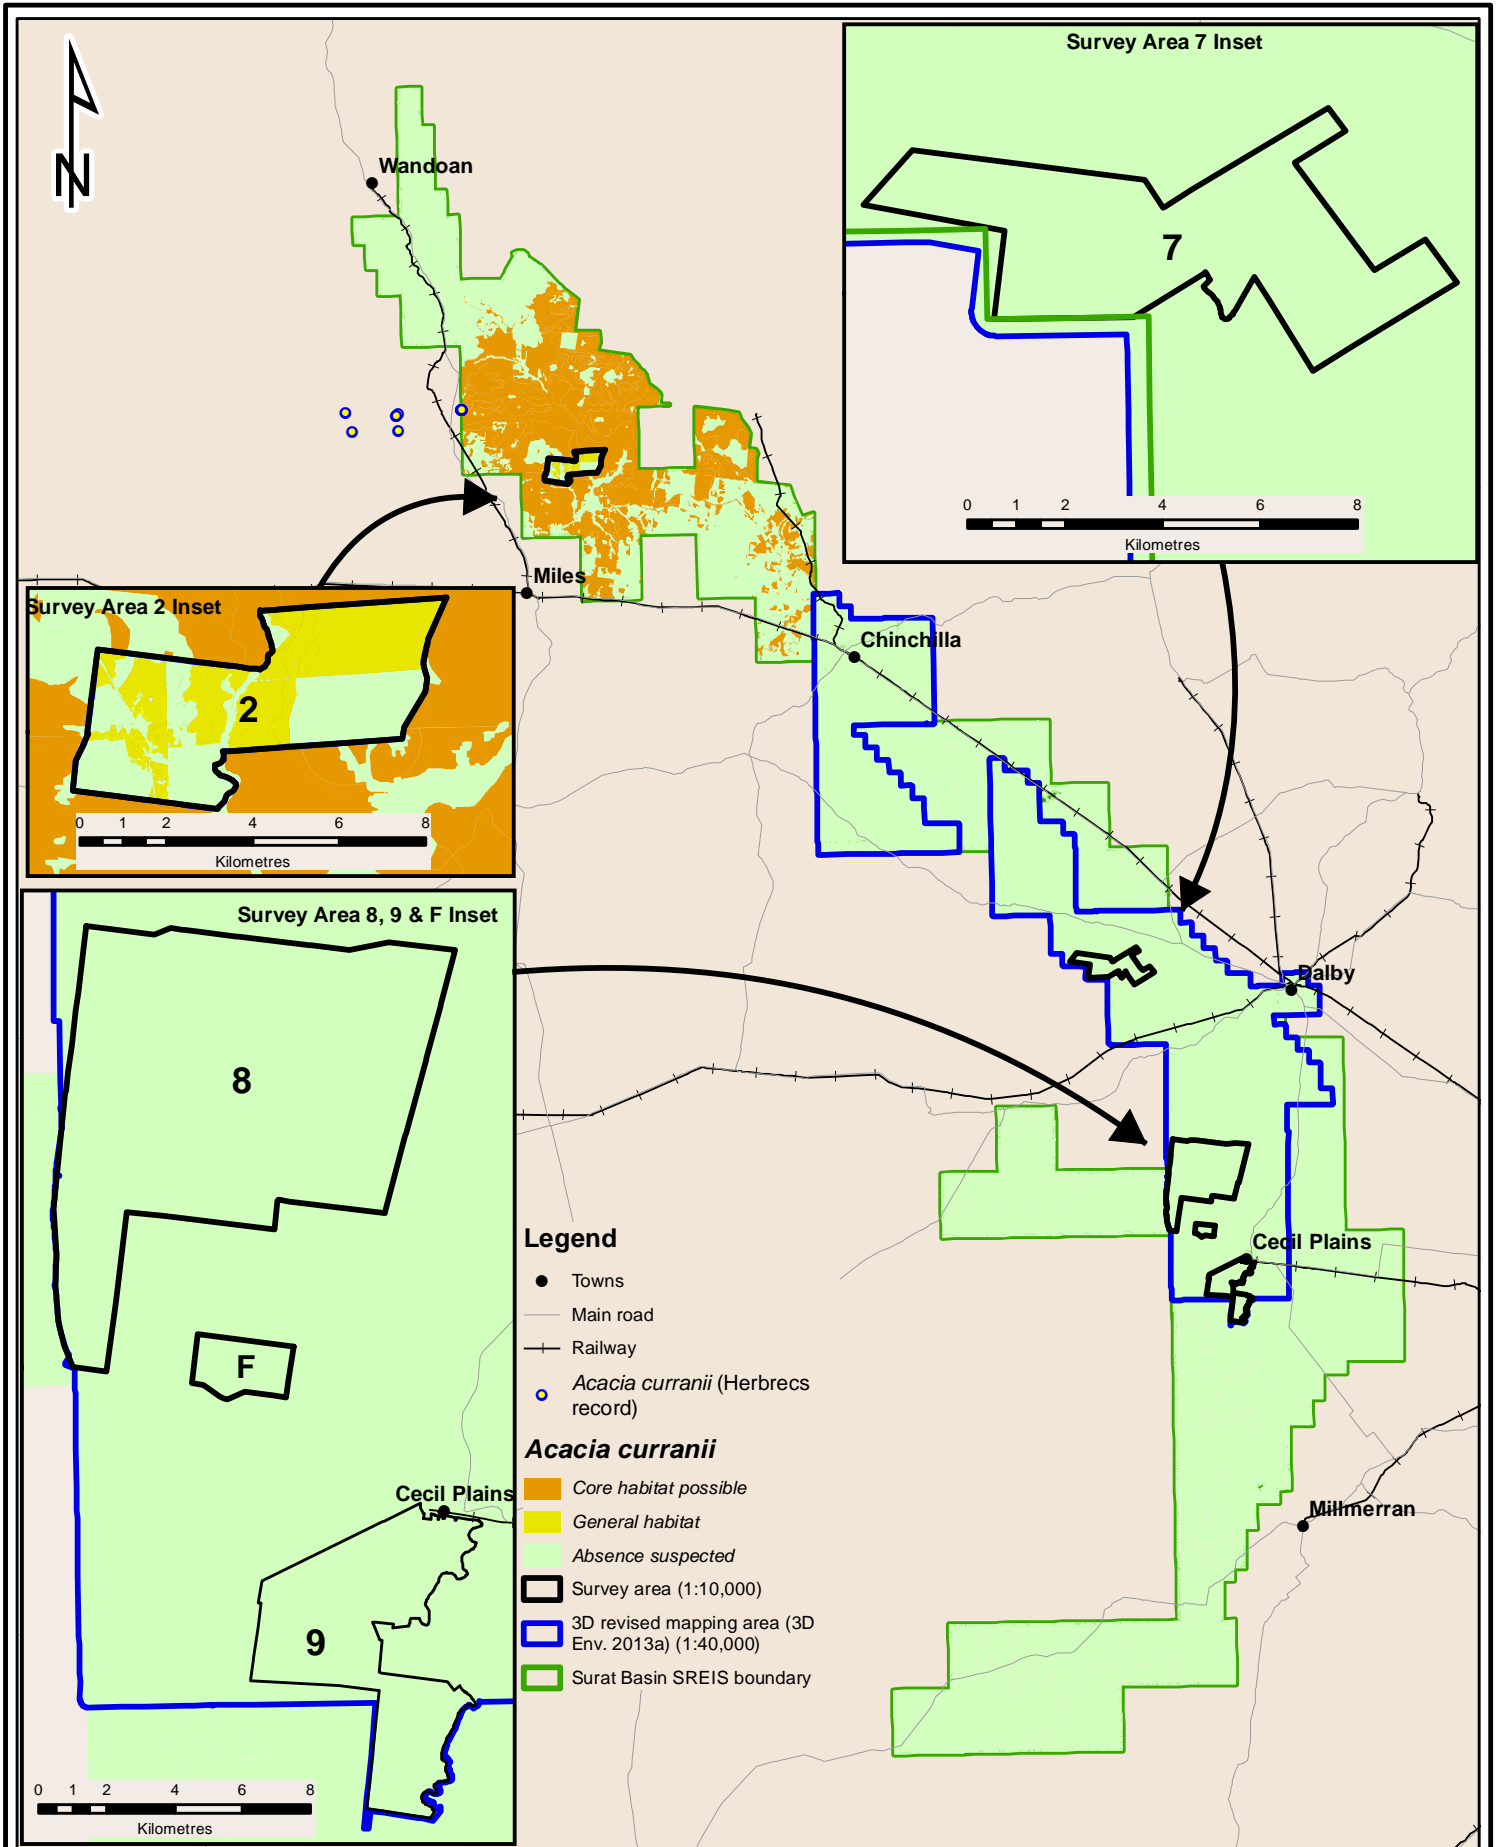 Survey Area 7 Inset
N
Wandoan
7
0 1 2 4 6 8
Kilometres
Miles
Survey Area 2 Inset
2
0 1 2 4 6 8
Kilometres
Chinchilla
Survey Area 8, 9 & F Inset
8
F
Cecil Plains
9
0 1 2 4 6 8
Kilometres
Dalby
Cecil Plains
Millmerran
Legend
Towns
Main road
Railway
Acacia curranii (Herbrecs
record)
Acacia curranii
Core habitat possible
General habitat
Absence suspected
Survey area (1:10,000)
3D revised mapping area (3D
Env. 2013a) (1:40,000)
Surat Basin SREIS boundary